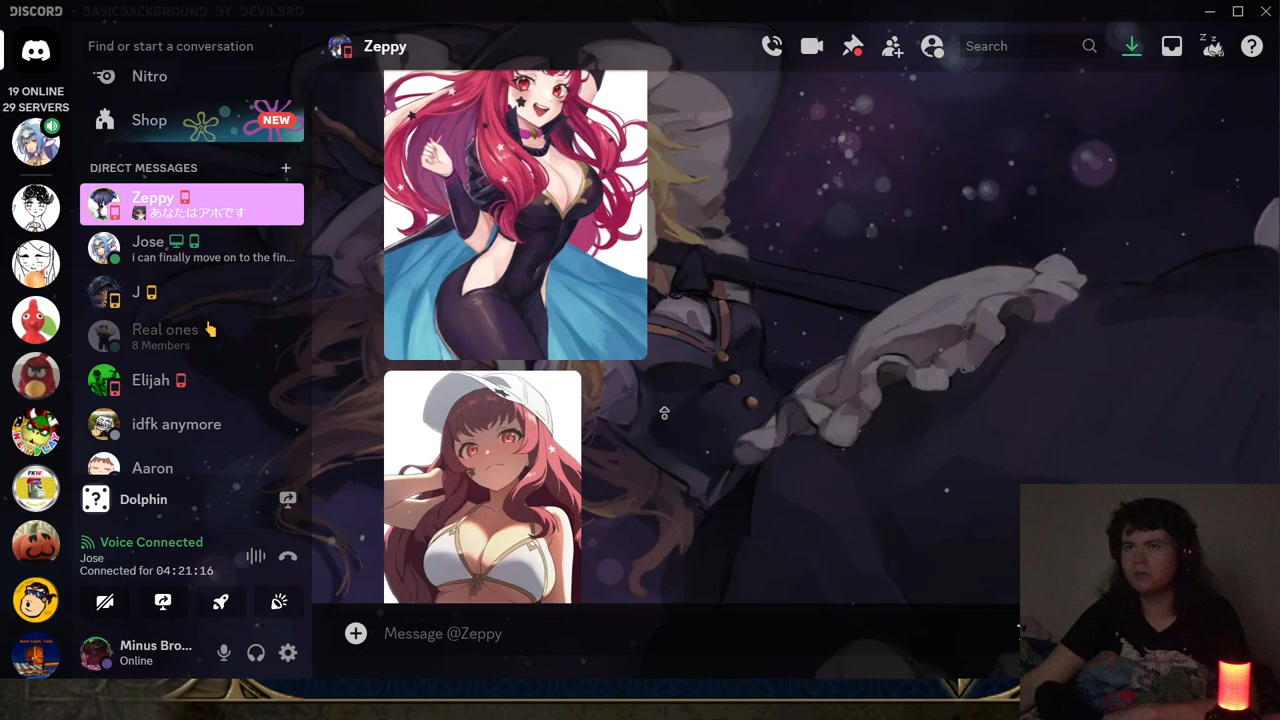 DISCORD - BASICBACKGROUND BY DEVILBRO
Find or start a conversation
Zeppy
Search
Nitro
19 ONLINE
29 SERVERS
Shop
NEW
DIRECT MESSAGES
Zeppy
あなたはアホです
Jose
i can finally move on to the fin...
J
Real ones
8 Members
Elijah
idfk anymore
Aaron
Dolphin
Voice Connected
Jose
Connected for 04:21:16
Minus Bro...
Online
Message @Zeppy
FKW